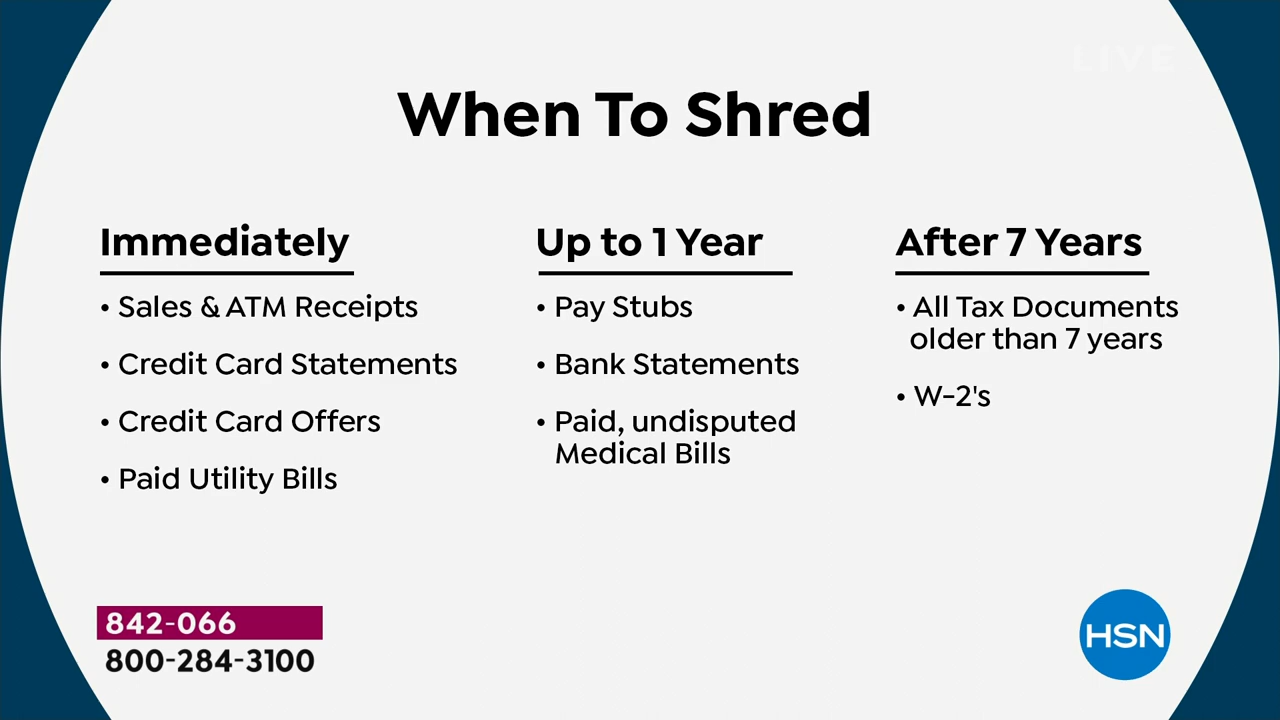 LIVE
When To Shred
Immediately
• Sales & ATM Receipts
• Credit Card Statements
• Credit Card Offers
• Paid Utility Bills
Up to 1 Year
• Pay Stubs
• Bank Statements
• Paid, undisputed
Medical Bills
After 7 Years
• All Tax Documents
older than 7 years
• W-2's
842-066
800-284-3100
HSN